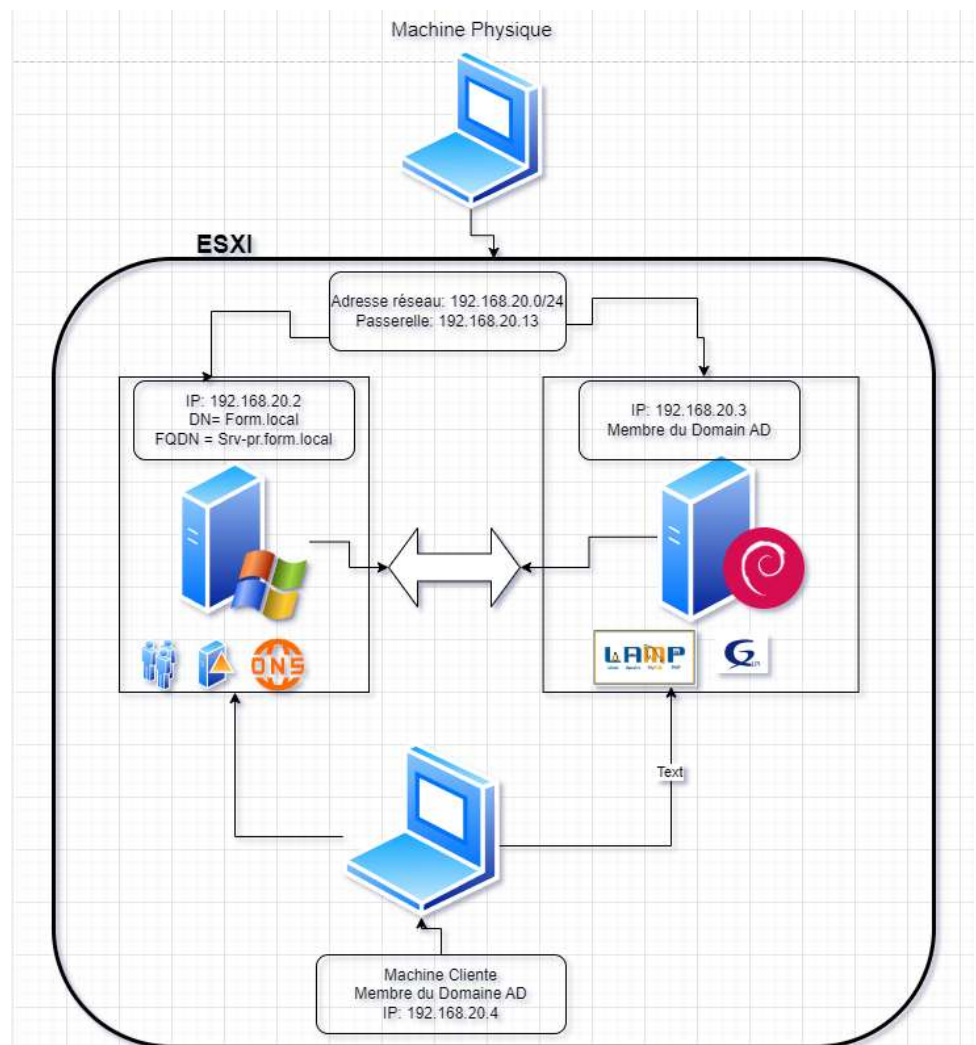 Machine Physique
ESXI
Adresse réseau: 192.168.20.0/24
Passerelle: 192.168.20.13
IP: 192.168.20.2
DN= Form.local
FQDN = Srv-pr.form.local
IP: 192.168.20.3
Membre du Domain AD
DNS
LAMP
Text
Machine Cliente
Membre du Domaine AD
IP: 192.168.20.4